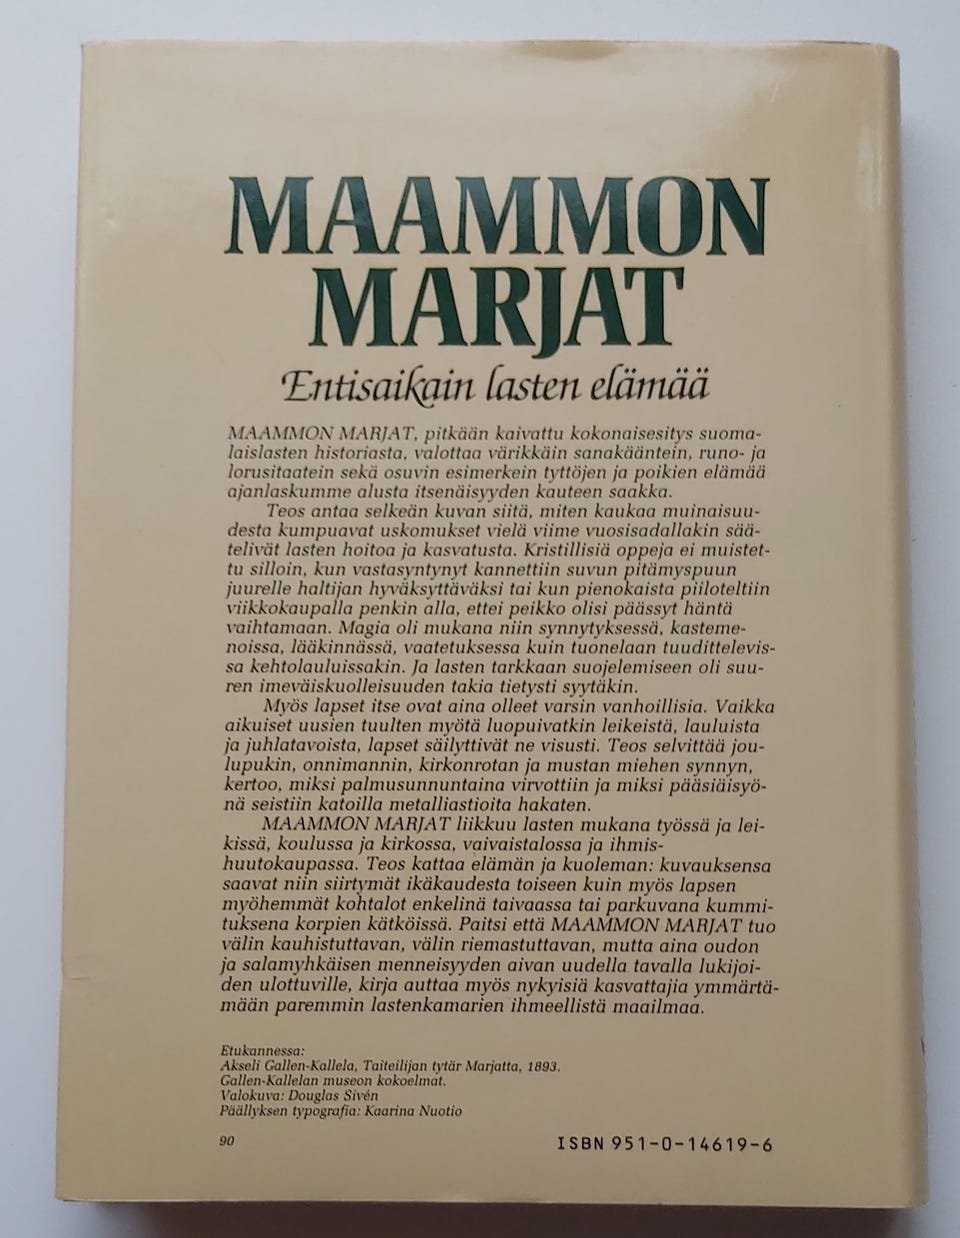 MAAMMON
MARJAT
Entisaikain lasten elämää
MAAMMON MARJAT, pitkään kaivattu kokonaisesitys suoma-
laislasten historiasta, valottaa värikkäin sanakääntein, runo- ja
lorusitaatein sekä osuvin esimerkein tyttöjen ja poikien elämää
ajanlaskumme alusta itsenäisyyden kauteen saakka.
Teos antaa selkeän kuvan siitä, miten kaukaa muinaisuu-
desta kumpuavat uskomukset vielä viime vuosisadallakin sää-
telivät lasten hoitoa ja kasvatusta. Kristillisiä oppeja ei muistet-
tu silloin, kun vastasyntynyt kannettiin suvun pitämyspuun
juurelle haltijan hyväksyttäväksi tai kun pienokaista piiloteltiin
viikkokaupalla penkin alla, ettei peikko olisi päässyt häntä
vaihtamaan. Magia oli mukana niin synnytyksessä, kasteme-
noissa, lääkinnässä, vaatetuksessa kuin tuonelaan tuudittelevis-
sa kehtolauluissakin. Ja lasten tarkkaan suojelemiseen oli suu-
ren imeväiskuolleisuuden takia tietysti syytäkin.
Myös lapset itse ovat aina olleet varsin vanhoillisia. Vaikka
aikuiset uusien tuulten myötä luopuivatkin leikeistä, lauluista
ja juhlatavoista, lapset säilyttivät ne visusti. Teos selvittää jou-
lupukin, onnimannin, kirkonrotan ja mustan miehen synnyn,
kertoo, miksi palmusunnuntaina virvottiin ja miksi pääsiäisyö-
nä seistiin katoilla metalliastioita hakaten.
MAAMMON MARJAT liikkuu lasten mukana työssä ja lei-
kissä, koulussa ja kirkossa, vaivaistalossa ja ihmis-
huutokaupassa. Teos kattaa elämän ja kuoleman: kuvauksensa
saavat niin siirtymät ikäkaudesta toiseen kuin myös lapsen
myöhemmät kohtalot enkelinä taivaassa tai parkuvana kummi-
tuksena korpien kätköissä. Paitsi että MAAMMON MARJAT tuo
välin kauhistuttavan, välin riemastuttavan, mutta aina oudon
ja salamyhkäisen menneisyyden aivan uudella tavalla lukijoi-
den ulottuville, kirja auttaa myös nykyisiä kasvattajia ymmärtä-
mään paremmin lastenkamarien ihmeellistä maailmaa.
Etukannessa:
Akseli Gallen-Kallela, Taiteilijan tytär Marjatta, 1893.
Gallen-Kallelan museon kokoelmat.
Valokuva: Douglas Sivén
Päällyksen typografia: Kaarina Nuotio
90
ISBN 951-0-14619-6